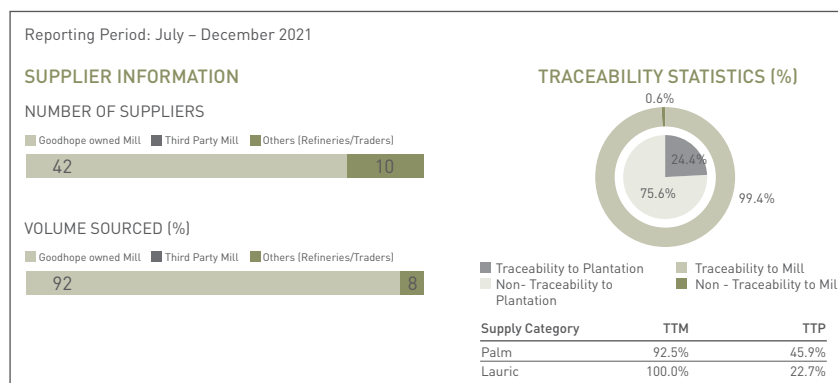 Reporting Period: July – December 2021
SUPPLIER INFORMATION
NUMBER OF SUPPLIERS
Goodhope owned Mill Third Party Mill Others (Refineries/Traders)
42 10
VOLUME SOURCED (%)
Goodhope owned Mill Third Party Mill Others (Refineries/Traders)
92 8
TRACEABILITY STATISTICS (%)
0.6%
24.4%
75.6%
99.4%
Traceability to Plantation Traceability to Mill
Non- Traceability to Non - Traceability to Mil
Plantation
Supply Category TTM TTP
Palm 92.5% 45.9%
Lauric 100.0% 22.7%